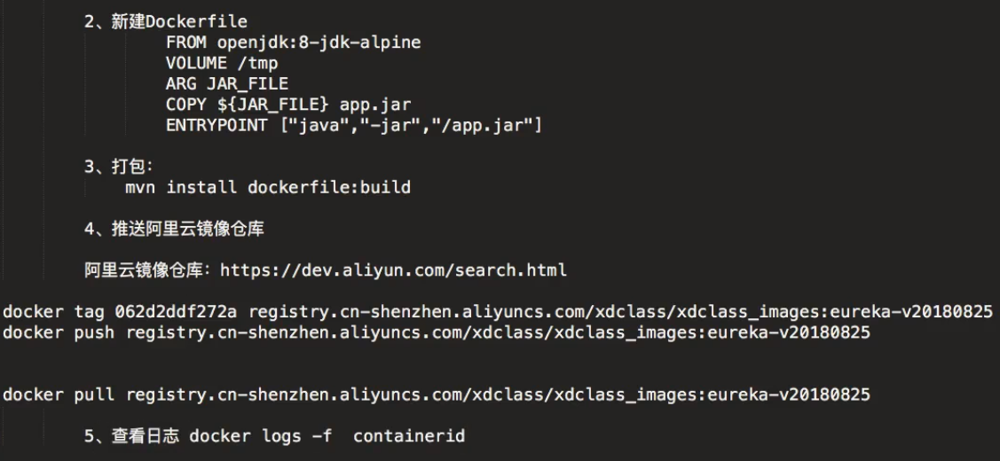 2、新建Dockerfile
FROM openjdk:8-jdk-alpine
VOLUME /tmp
ARG JAR_FILE
COPY ${JAR_FILE} app.jar
ENTRYPOINT ["java","-jar","/app.jar"]
3、打包：
mvn install dockerfile:build
4、推送阿里云镜像仓库
阿里云镜像仓库：https://dev.aliyun.com/search.html
docker tag 062d2ddf272a registry.cn-shenzhen.aliyuncs.com/xdclass/xdclass_images:eureka-v20180825
docker push registry.cn-shenzhen.aliyuncs.com/xdclass/xdclass_images:eureka-v20180825
docker pull registry.cn-shenzhen.aliyuncs.com/xdclass/xdclass_images:eureka-v20180825
5、查看日志 docker logs -f  containerid